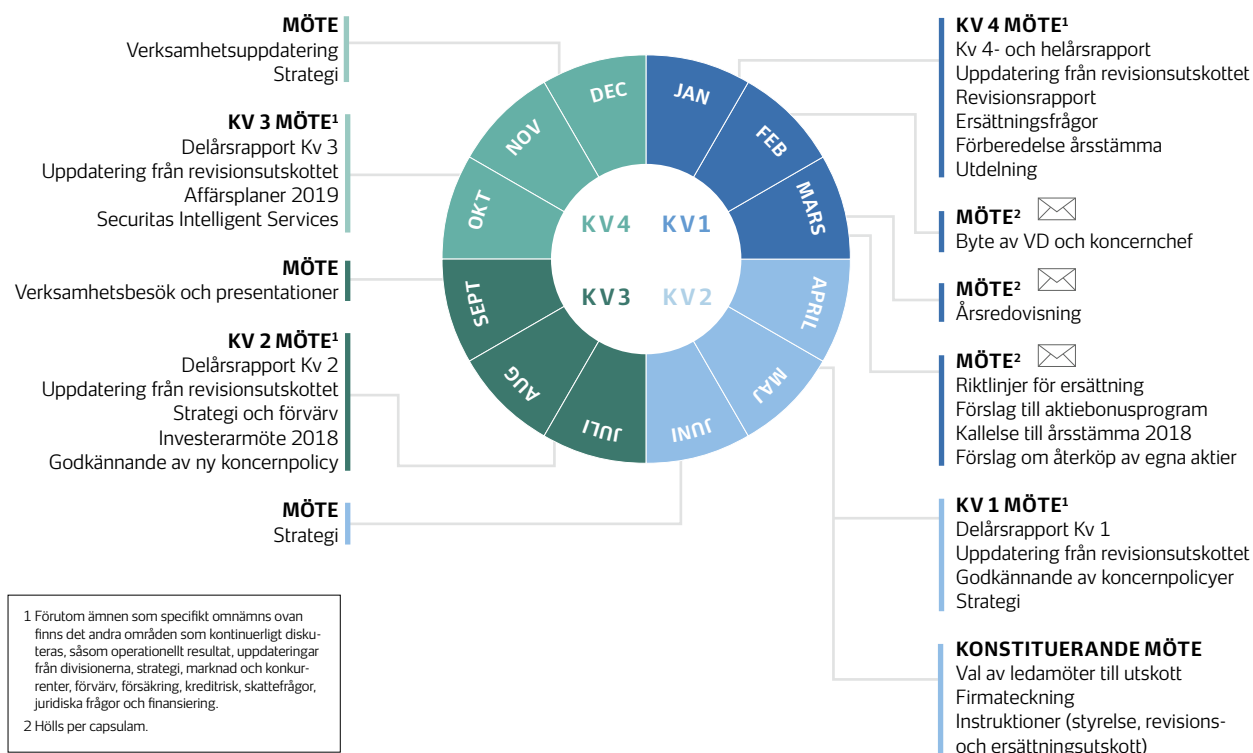 MÖTE
Verksamhetsuppdatering
Strategi
KV 3 MÖTE¹
Delårsrapport Kv 3
Uppdatering från revisionsutskottet
Affärsplaner 2019
Securitas Intelligent Services
MÖTE
Verksamhetsbesök och presentationer
KV 2 MÖTE¹
Delårsrapport Kv 2
Uppdatering från revisionsutskottet
Strategi och förvärv
Investerarmöte 2018
Godkännande av ny koncernpolicy
MÖTE
Strategi
1 Förutom ämnen som specifikt omnämns ovan
finns det andra områden som kontinuerligt disku-
teras, såsom operationellt resultat, uppdateringar
från divisionerna, strategi, marknad och konkur-
renter, förvärv, försäkring, kreditrisk, skattefrågor,
juridiska frågor och finansiering.
2 Hölls per capsulam.
JAN
FEB
MARS
APRIL
MAJ
JUNI
JULI
AUG
SEPT
OKT
NOV
DEC
KV4 KV1
KV3 KV2
KV 4 MÖTE¹
Kv 4- och helårsrapport
Uppdatering från revisionsutskottet
Revisionsrapport
Ersättningsfrågor
Förberedelse årsstämma
Utdelning
MÖTE²
Byte av VD och koncernchef
MÖTE²
Årsredovisning
MÖTE²
Riktlinjer för ersättning
Förslag till aktiebonusprogram
Kallelse till årsstämma 2018
Förslag om återköp av egna aktier
KV 1 MÖTE¹
Delårsrapport Kv 1
Uppdatering från revisionsutskottet
Godkännande av koncernpolicyer
Strategi
KONSTITUERANDE MÖTE
Val av ledamöter till utskott
Firmateckning
Instruktioner (styrelse, revisions-
och ersättningsutskott)